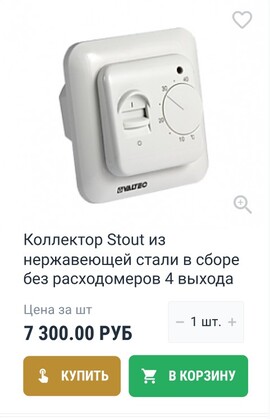 40
30
20
10 °C
VALTEC
Коллектор Stout из
нержавеющей стали в сборе
без расходомеров 4 выхода
Цена за шт
7 300.00 РУБ
− 1 шт. +
КУПИТЬ
В КОРЗИНУ